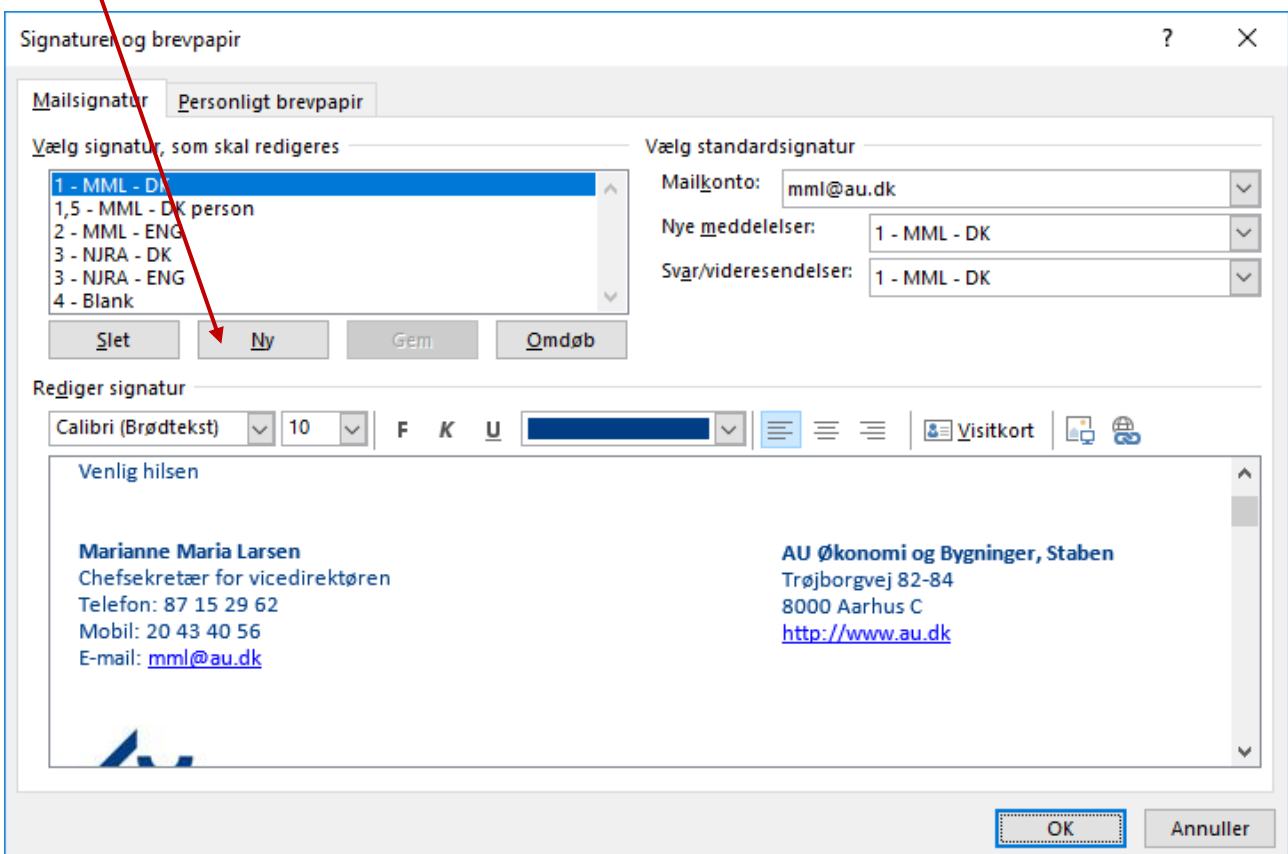 Signaturer og brevpapir ?
Mailsignatur Personligt brevpapir
Vælg signatur, som skal redigeres
1 - MML - DK
1,5 - MML - DK person
2 - MML - ENG
3 - NJRA - DK
3 - NJRA - ENG
4 - Blank
Slet Ny Gem Omdøb
Vælg standardsignatur
Mailkonto: mml@au.dk
Nye meddelelser: 1 - MML - DK
Svar/videresendelser: 1 - MML - DK
Rediger signatur
Calibri (Brødtekst) 10 F K U Visitkort
Venlig hilsen
Marianne Maria Larsen
Chefsekretær for vicedirektøren
Telefon: 87 15 29 62
Mobil: 20 43 40 56
E-mail: mml@au.dk
AU Økonomi og Bygninger, Staben
Trøjborgvej 82-84
8000 Aarhus C
http://www.au.dk
OK Annuller